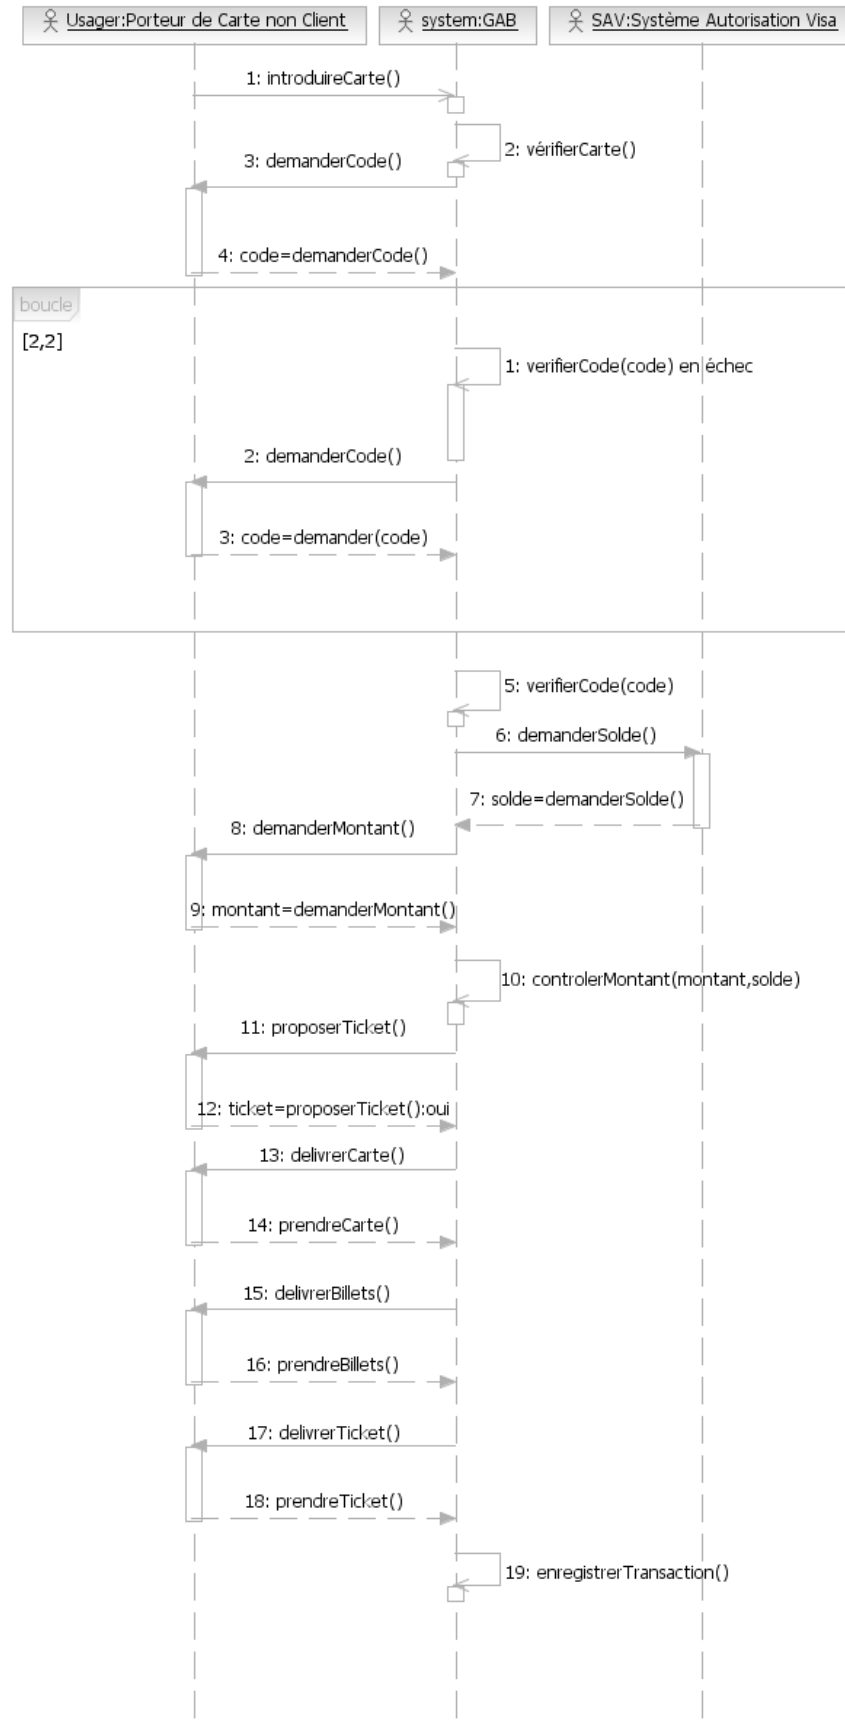 Usager:Porteur de Carte non Client
system:GAB
SAV:Système Autorisation Visa
1: introduireCarte()
2: vérifierCarte()
3: demanderCode()
4: code=demanderCode()
boucle
[2,2]
1: verifierCode(code) en échec
2: demanderCode()
3: code=demander(code)
5: verifierCode(code)
6: demanderSolde()
7: solde=demanderSolde()
8: demanderMontant()
9: montant=demanderMontant()
10: controlerMontant(montant,solde)
11: proposerTicket()
12: ticket=proposerTicket():oui
13: delivrerCarte()
14: prendreCarte()
15: delivrerBillets()
16: prendreBillets()
17: delivrerTicket()
18: prendreTicket()
19: enregistrerTransaction()